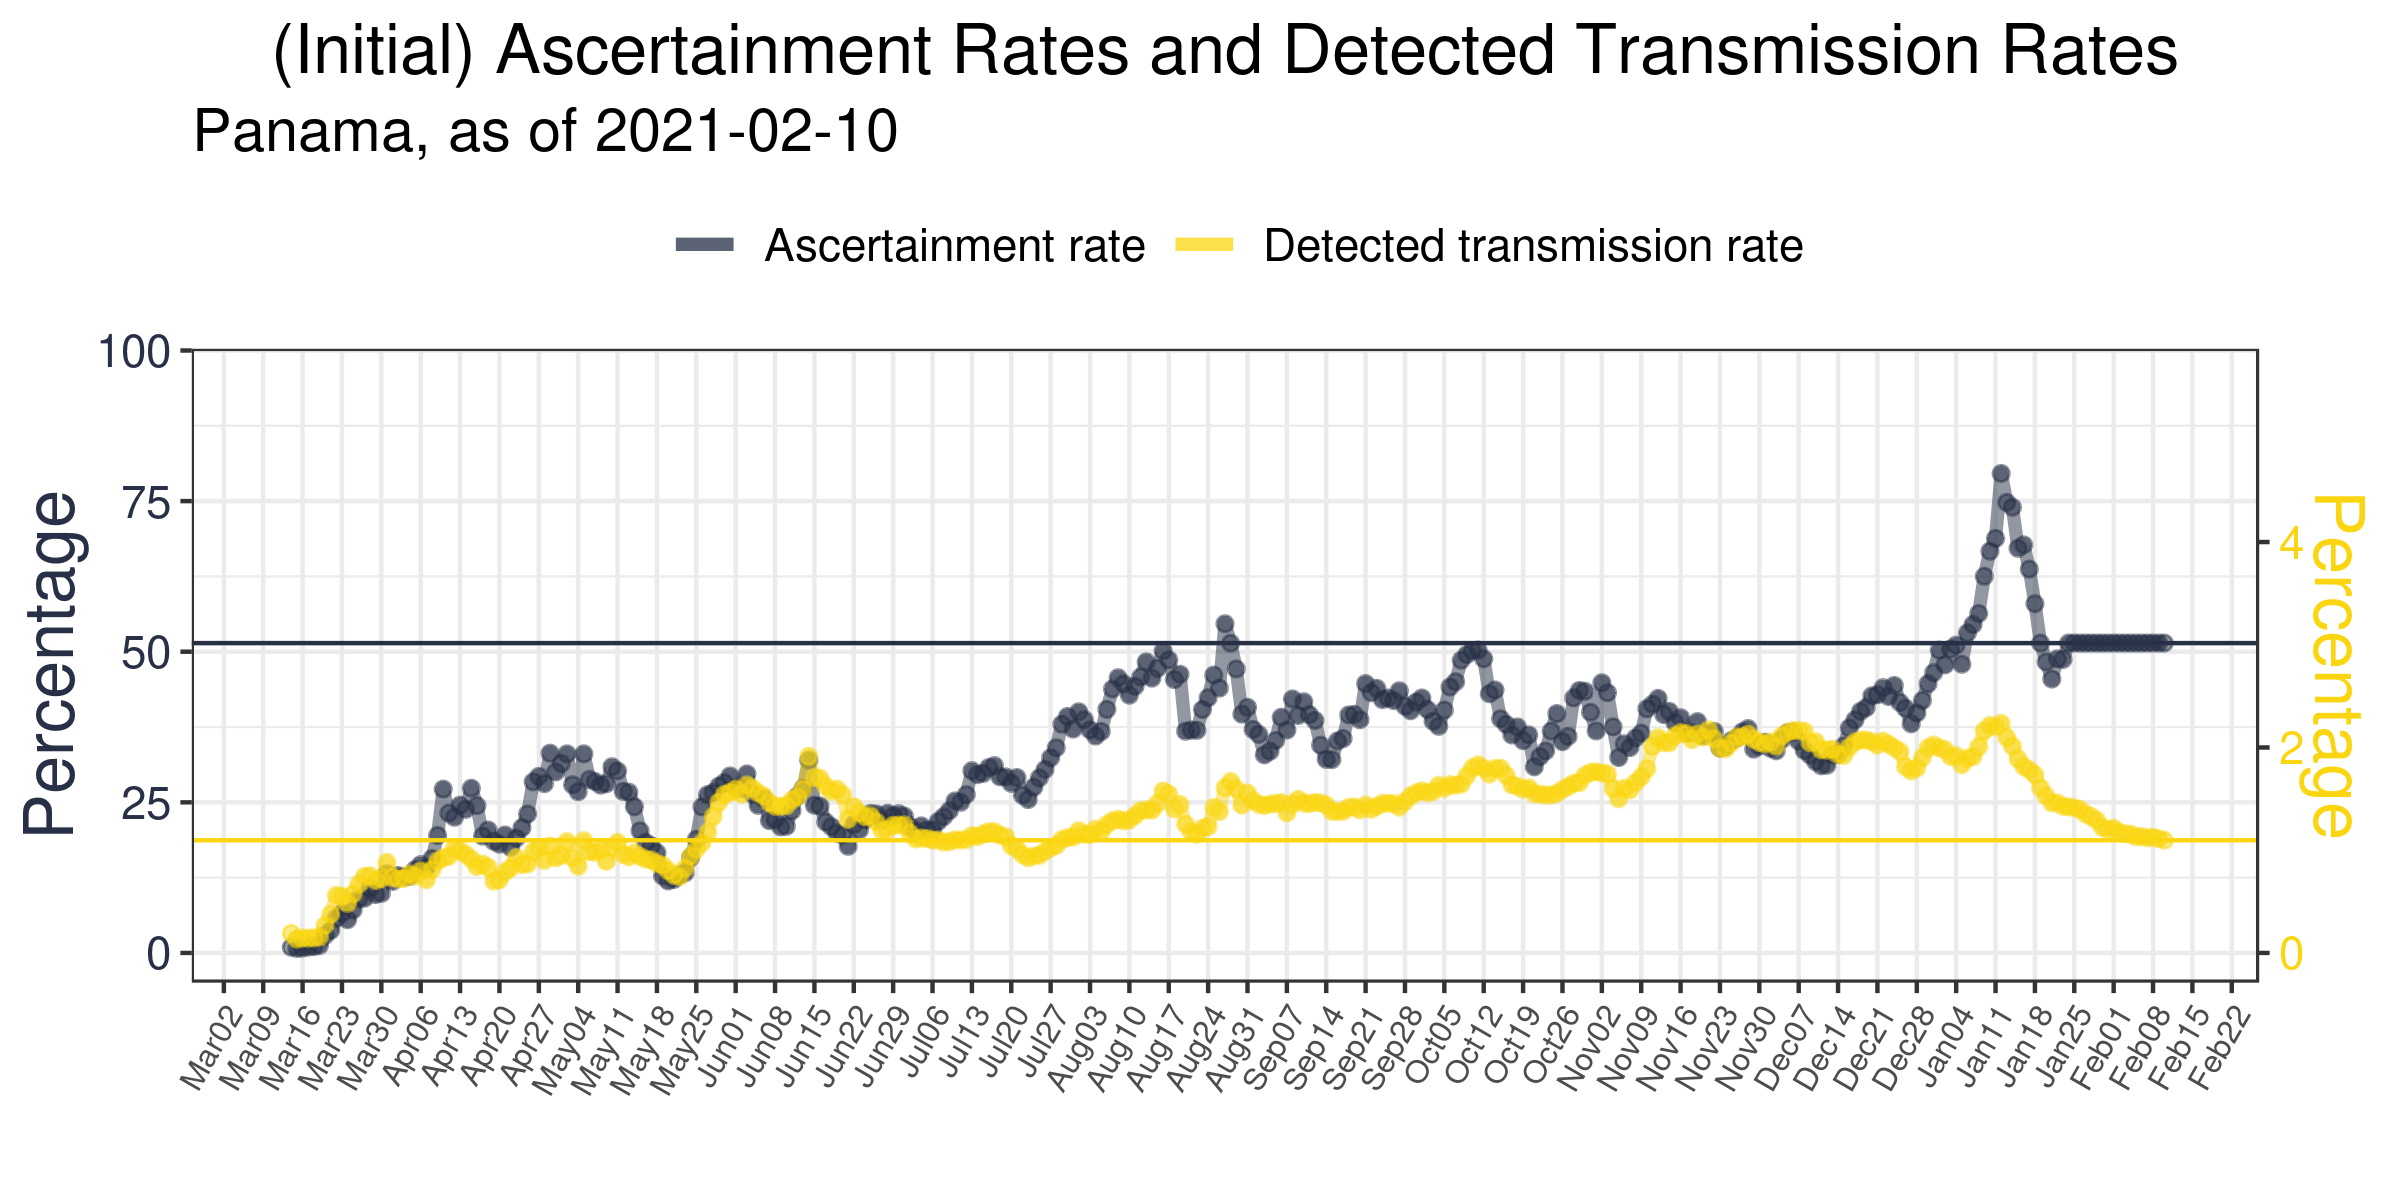 (Initial) Ascertainment Rates and Detected Transmission Rates
Panama, as of 2021-02-10
Ascertainment rate
Detected transmission rate
Percentage
100
75
50
25
0
4
2
0
Percentage
Mar02
Mar09
Mar16
Mar23
Mar30
Apr06
Apr13
Apr20
Apr27
May04
May11
May18
May25
Jun01
Jun08
Jun15
Jun22
Jun29
Jul06
Jul13
Jul20
Jul27
Aug03
Aug10
Aug17
Aug24
Aug31
Sep07
Sep14
Sep21
Sep28
Oct05
Oct12
Oct19
Oct26
Nov02
Nov09
Nov16
Nov23
Nov30
Dec07
Dec14
Dec21
Dec28
Jan04
Jan11
Jan18
Jan25
Feb01
Feb08
Feb15
Feb22